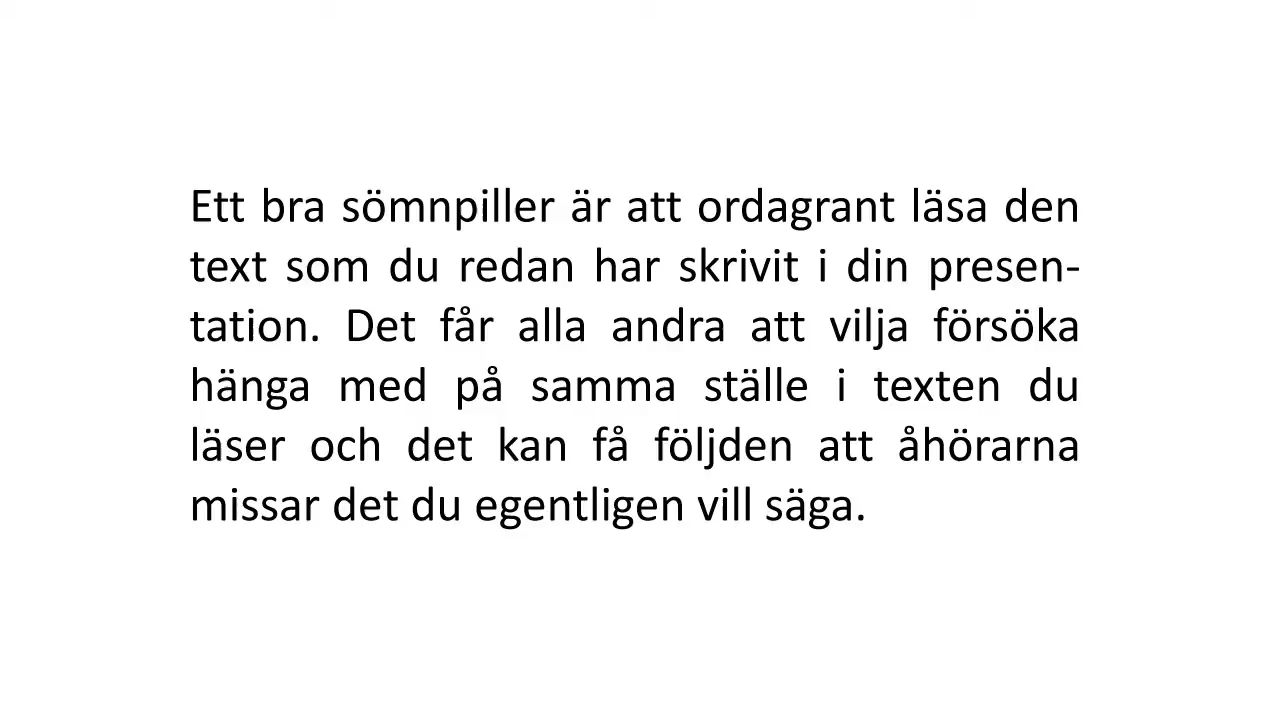 Ett bra sömnpiller är att ordagrant läsa den
text som du redan har skrivit i din presen-
tation. Det får alla andra att vilja försöka
hänga med på samma ställe i texten du
läser och det kan få följden att åhörarna
missar det du egentligen vill säga.